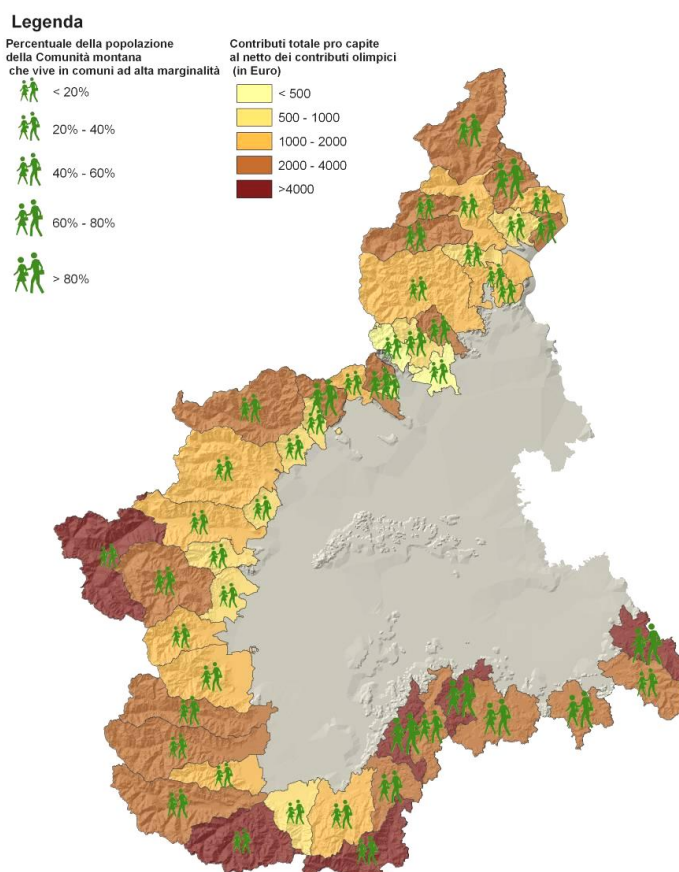 Legenda
Percentuale della popolazione
della Comunità montana
che vive in comuni ad alta marginalità
< 20%
20% - 40%
40% - 60%
60% - 80%
> 80%
Contributi totale pro capite
al netto dei contributi olimpici
(in Euro)
< 500
500 - 1000
1000 - 2000
2000 - 4000
>4000